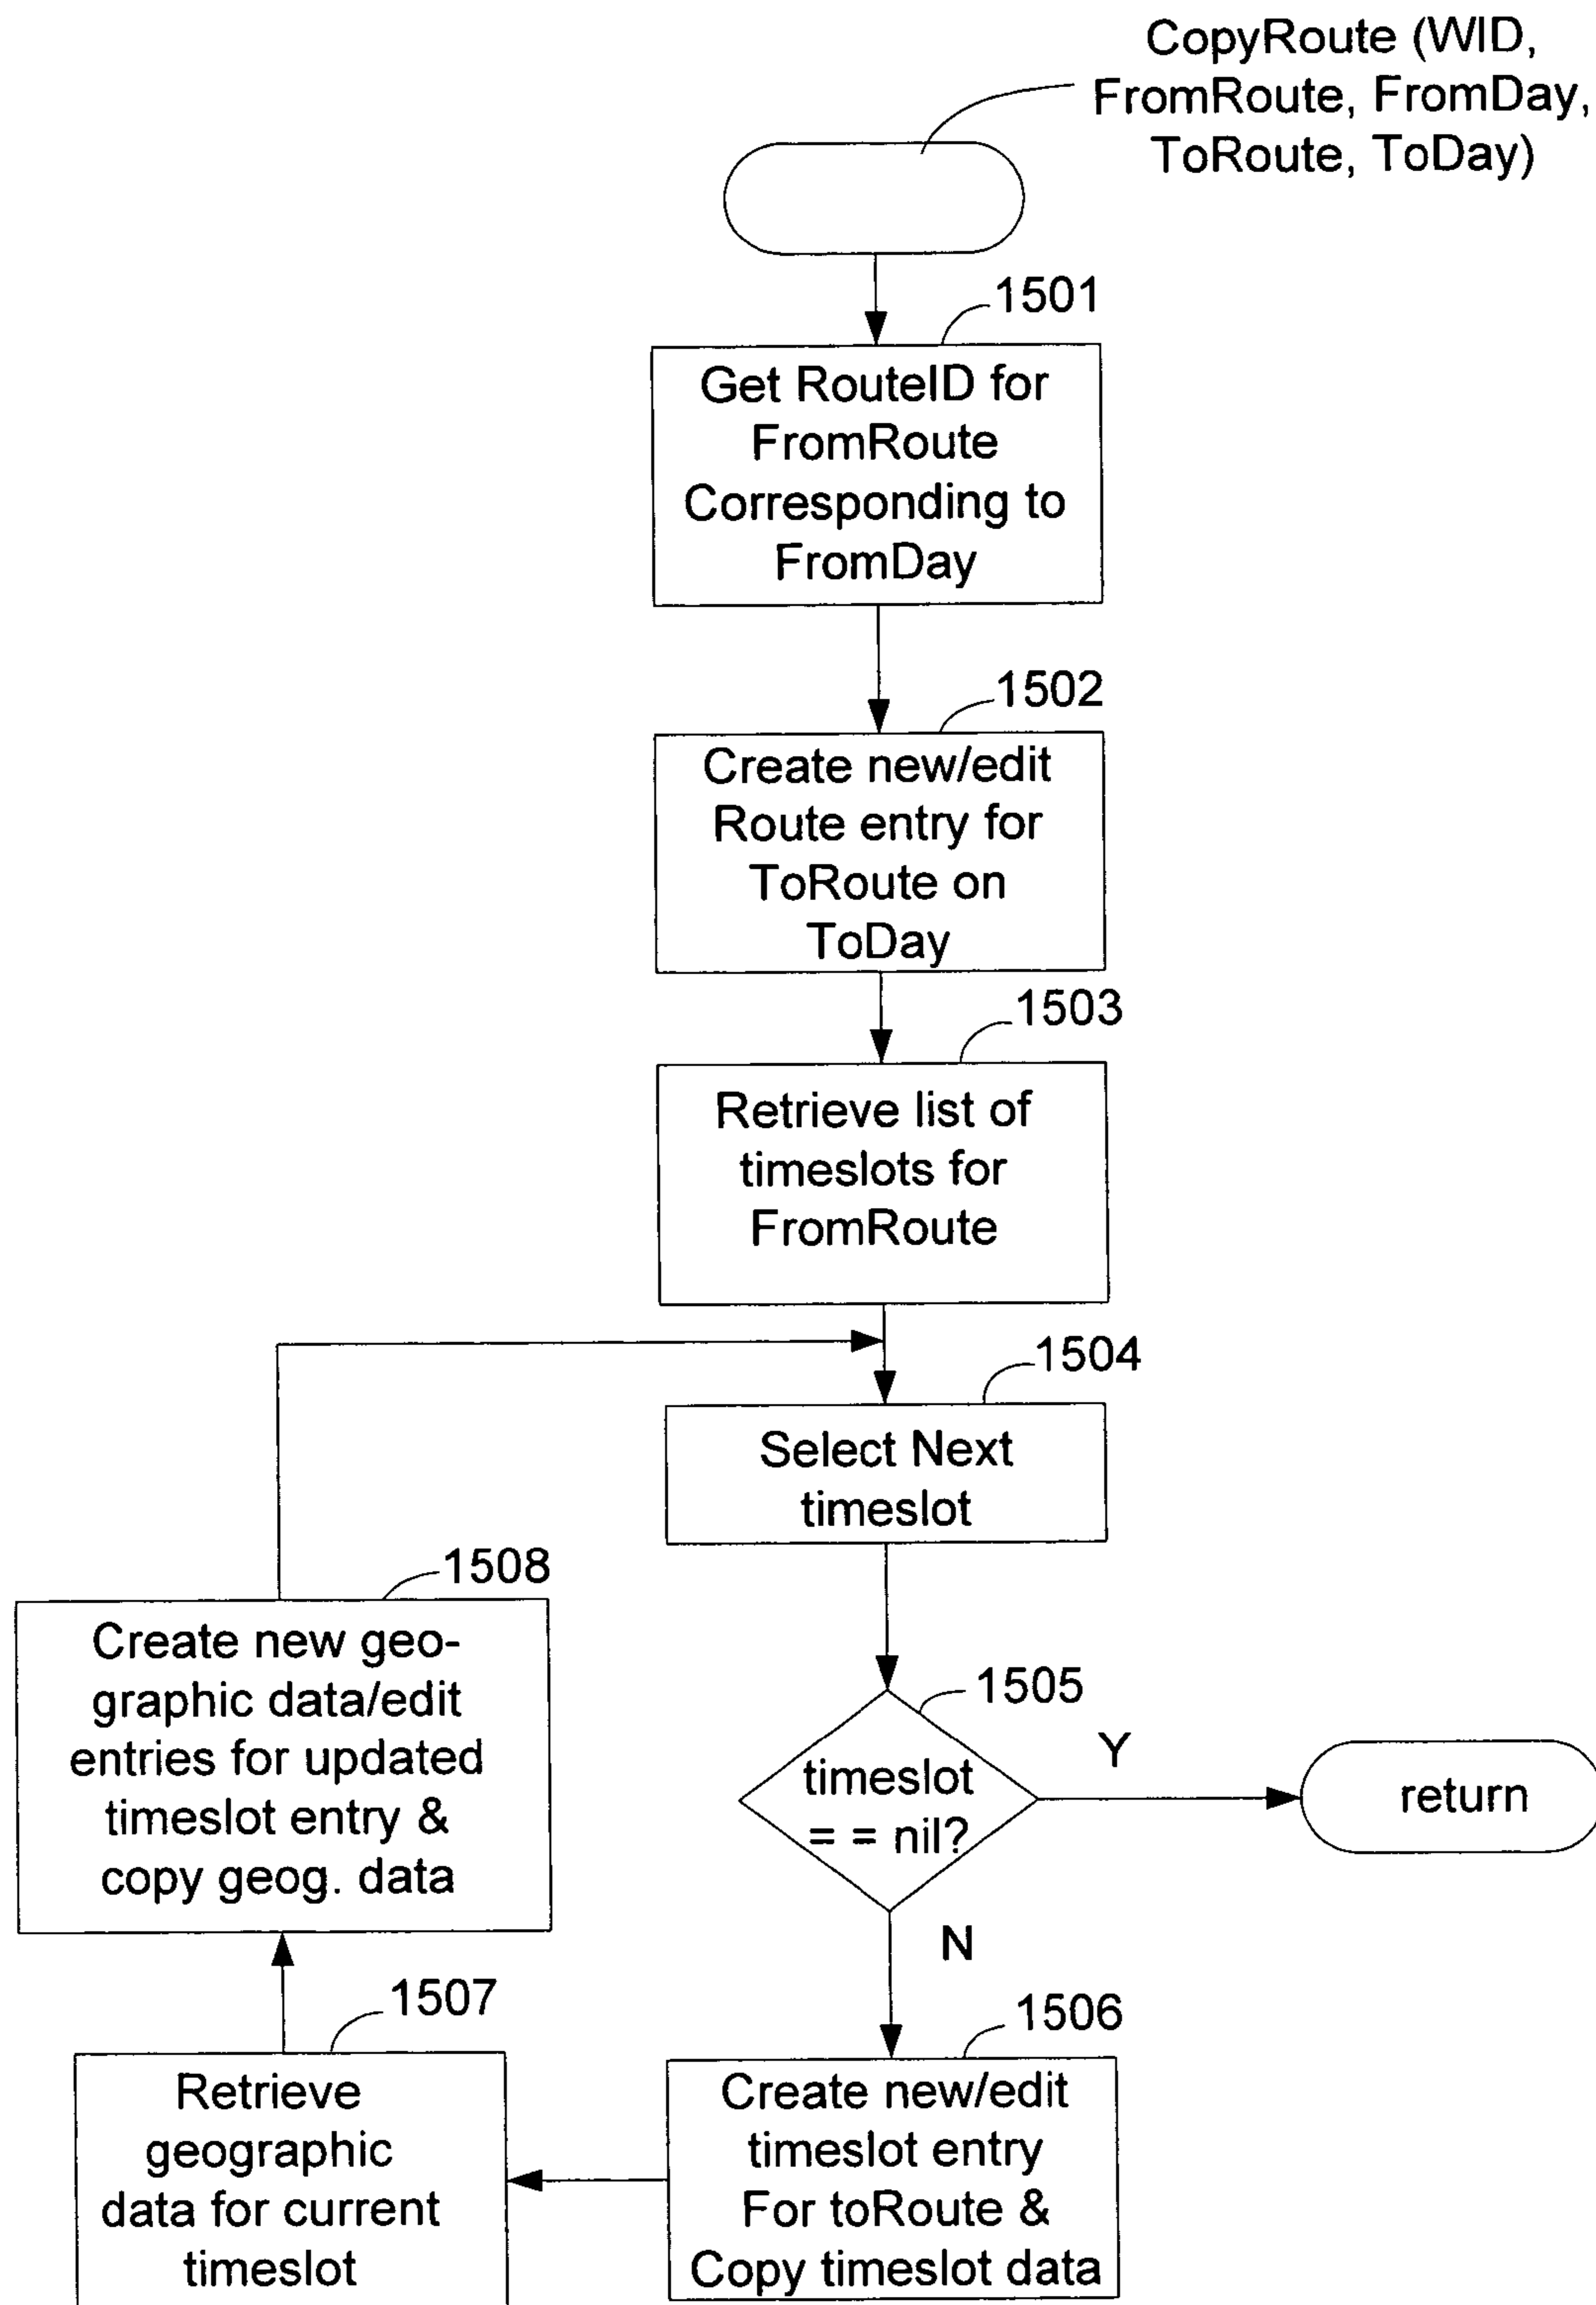 CopyRoute (WID,
FromRoute, FromDay,
ToRoute, ToDay)
1501
Get RouteID for
FromRoute
Corresponding to
FromDay
1502
Create new/edit
Route entry for
ToRoute on
ToDay
1503
Retrieve list of
timeslots for
FromRoute
1504
Select Next
timeslot
1505
timeslot
= = nil?
Y
return
N
1506
Create new/edit
timeslot entry
For toRoute &
Copy timeslot data
1507
Retrieve
geographic
data for current
timeslot
1508
Create new geo-
graphic data/edit
entries for updated
timeslot entry &
copy geog. data